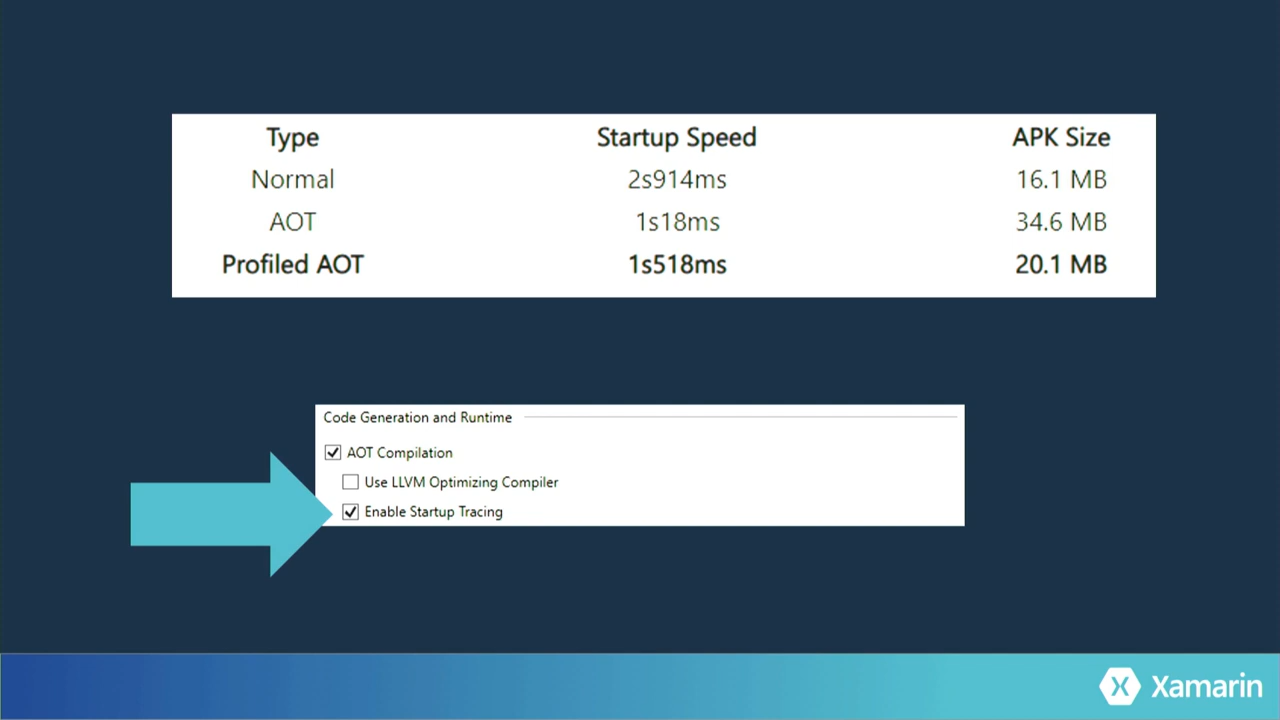 Type Startup Speed APK Size
Normal 2s914ms 16.1 MB
AOT 1s18ms 34.6 MB
Profiled AOT 1s518ms 20.1 MB
Code Generation and Runtime
AOT Compilation
Use LLVM Optimizing Compiler
Enable Startup Tracing
Xamarin